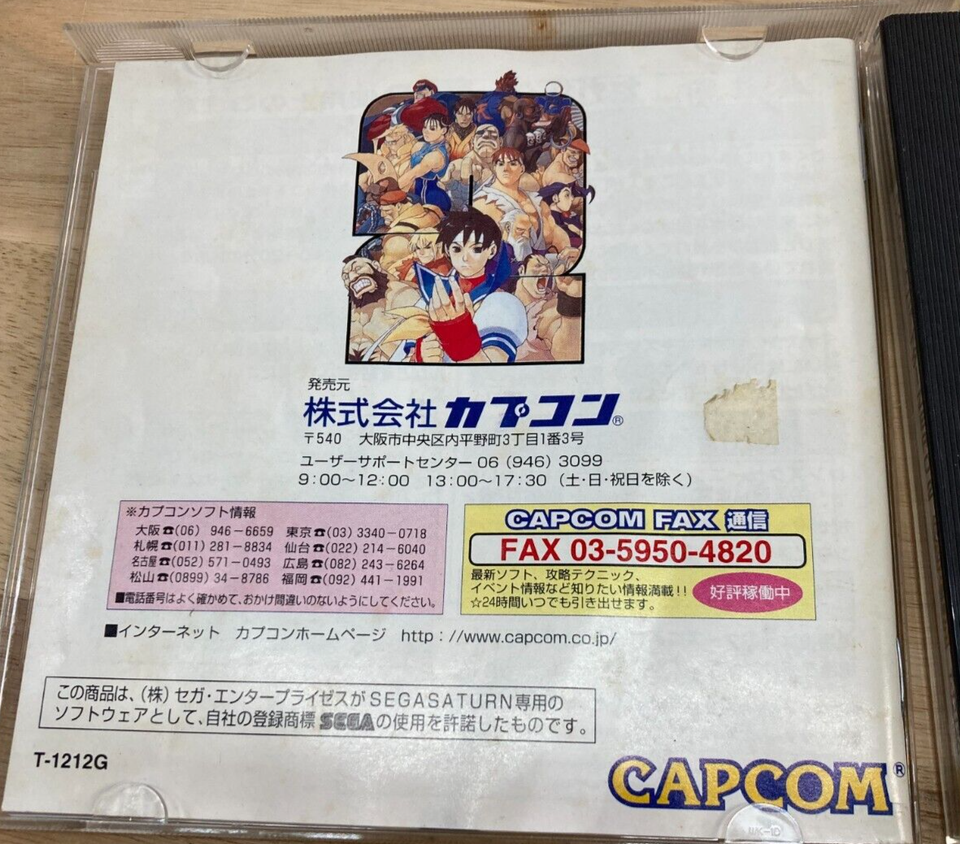 発売元
株式会社カプコン®
〒540 大阪市中央区内平野町3丁目1番3号
ユーザーサポートセンター 06 (946) 3099
9:00〜12:00 13:00〜17:30 (土・日・祝日を除く)
※カプコンソフト情報
大阪☎(06) 946-6659 東京☎(03) 3340-0718
札幌☎(011) 281-8834 仙台☎(022) 214-6040
名古屋☎(052) 571-0493 広島☎(082) 243-6264
松山☎(0899) 34-8786 福岡☎(092) 441-1991
■電話番号はよく確かめて、おかけ間違いのないようにしてください。
CAPCOM FAX 通信
FAX 03-5950-4820
最新ソフト、攻略テクニック、
イベント情報など知りたい情報満載!!
☆24時間いつでも引き出せます。
好評稼働中
■インターネット カプコンホームページ http://www.capcom.co.jp/
この商品は、(株)セガ・エンタープライゼスがSEGASATURN専用の
ソフトウェアとして、自社の登録商標SEGAの使用を許諾したものです。
T-1212G
CAPCOM®